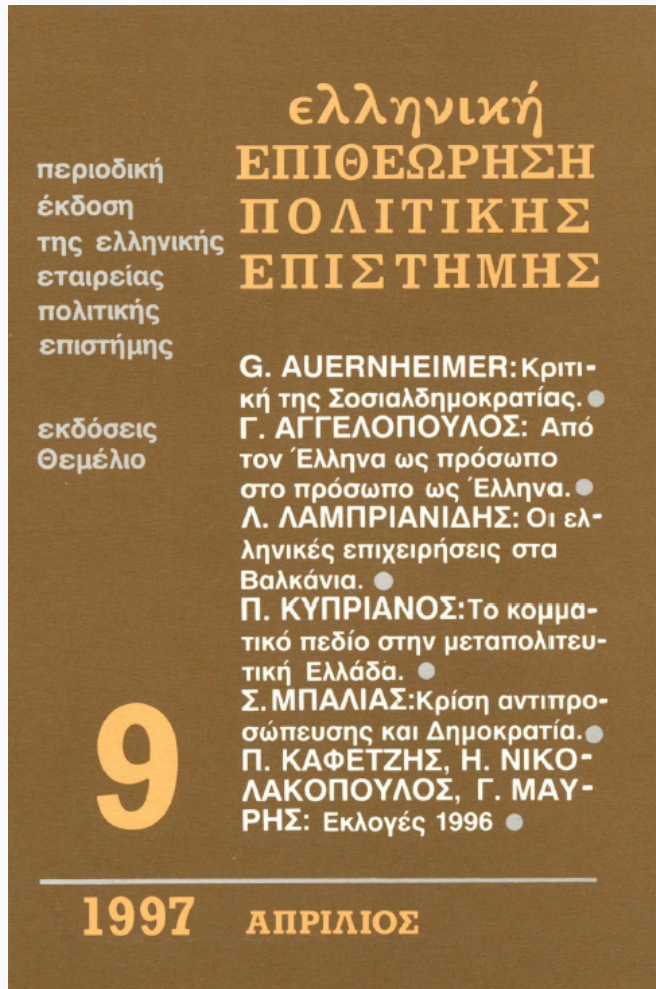 ελληνική
ΕΠΙΘΕΩΡΗΣΗ
ΠΟΛΙΤΙΚΗΣ
ΕΠΙΣΤΗΜΗΣ
περιοδική
έκδοση
της ελληνικής
εταιρείας
πολιτικής
επιστήμης
εκδόσεις
Θεμέλιο
G. AUERNHEIMER: Κριτι-
κή της Σοσιαλδημοκρατίας. ●
Γ. ΑΓΓΕΛΟΠΟΥΛΟΣ: Από
τον Έλληνα ως πρόσωπο
στο πρόσωπο ως Έλληνα. ●
Λ. ΛΑΜΠΡΙΑΝΙΔΗΣ: Οι ελ-
ληνικές επιχειρήσεις στα
Βαλκάνια. ●
Π. ΚΥΠΡΙΑΝΟΣ: Το κομμα-
τικό πεδίο στην μεταπολιτευ-
τική Ελλάδα. ●
Σ. ΜΠΑΛΙΑΣ: Κρίση αντιπρο-
σώπευσης και Δημοκρατία. ●
Π. ΚΑΦΕΤΖΗΣ, Η. ΝΙΚΟ-
ΛΑΚΟΠΟΥΛΟΣ, Γ. ΜΑΥ-
ΡΗΣ: Εκλογές 1996 ●
9
1997 ΑΠΡΙΛΙΟΣ